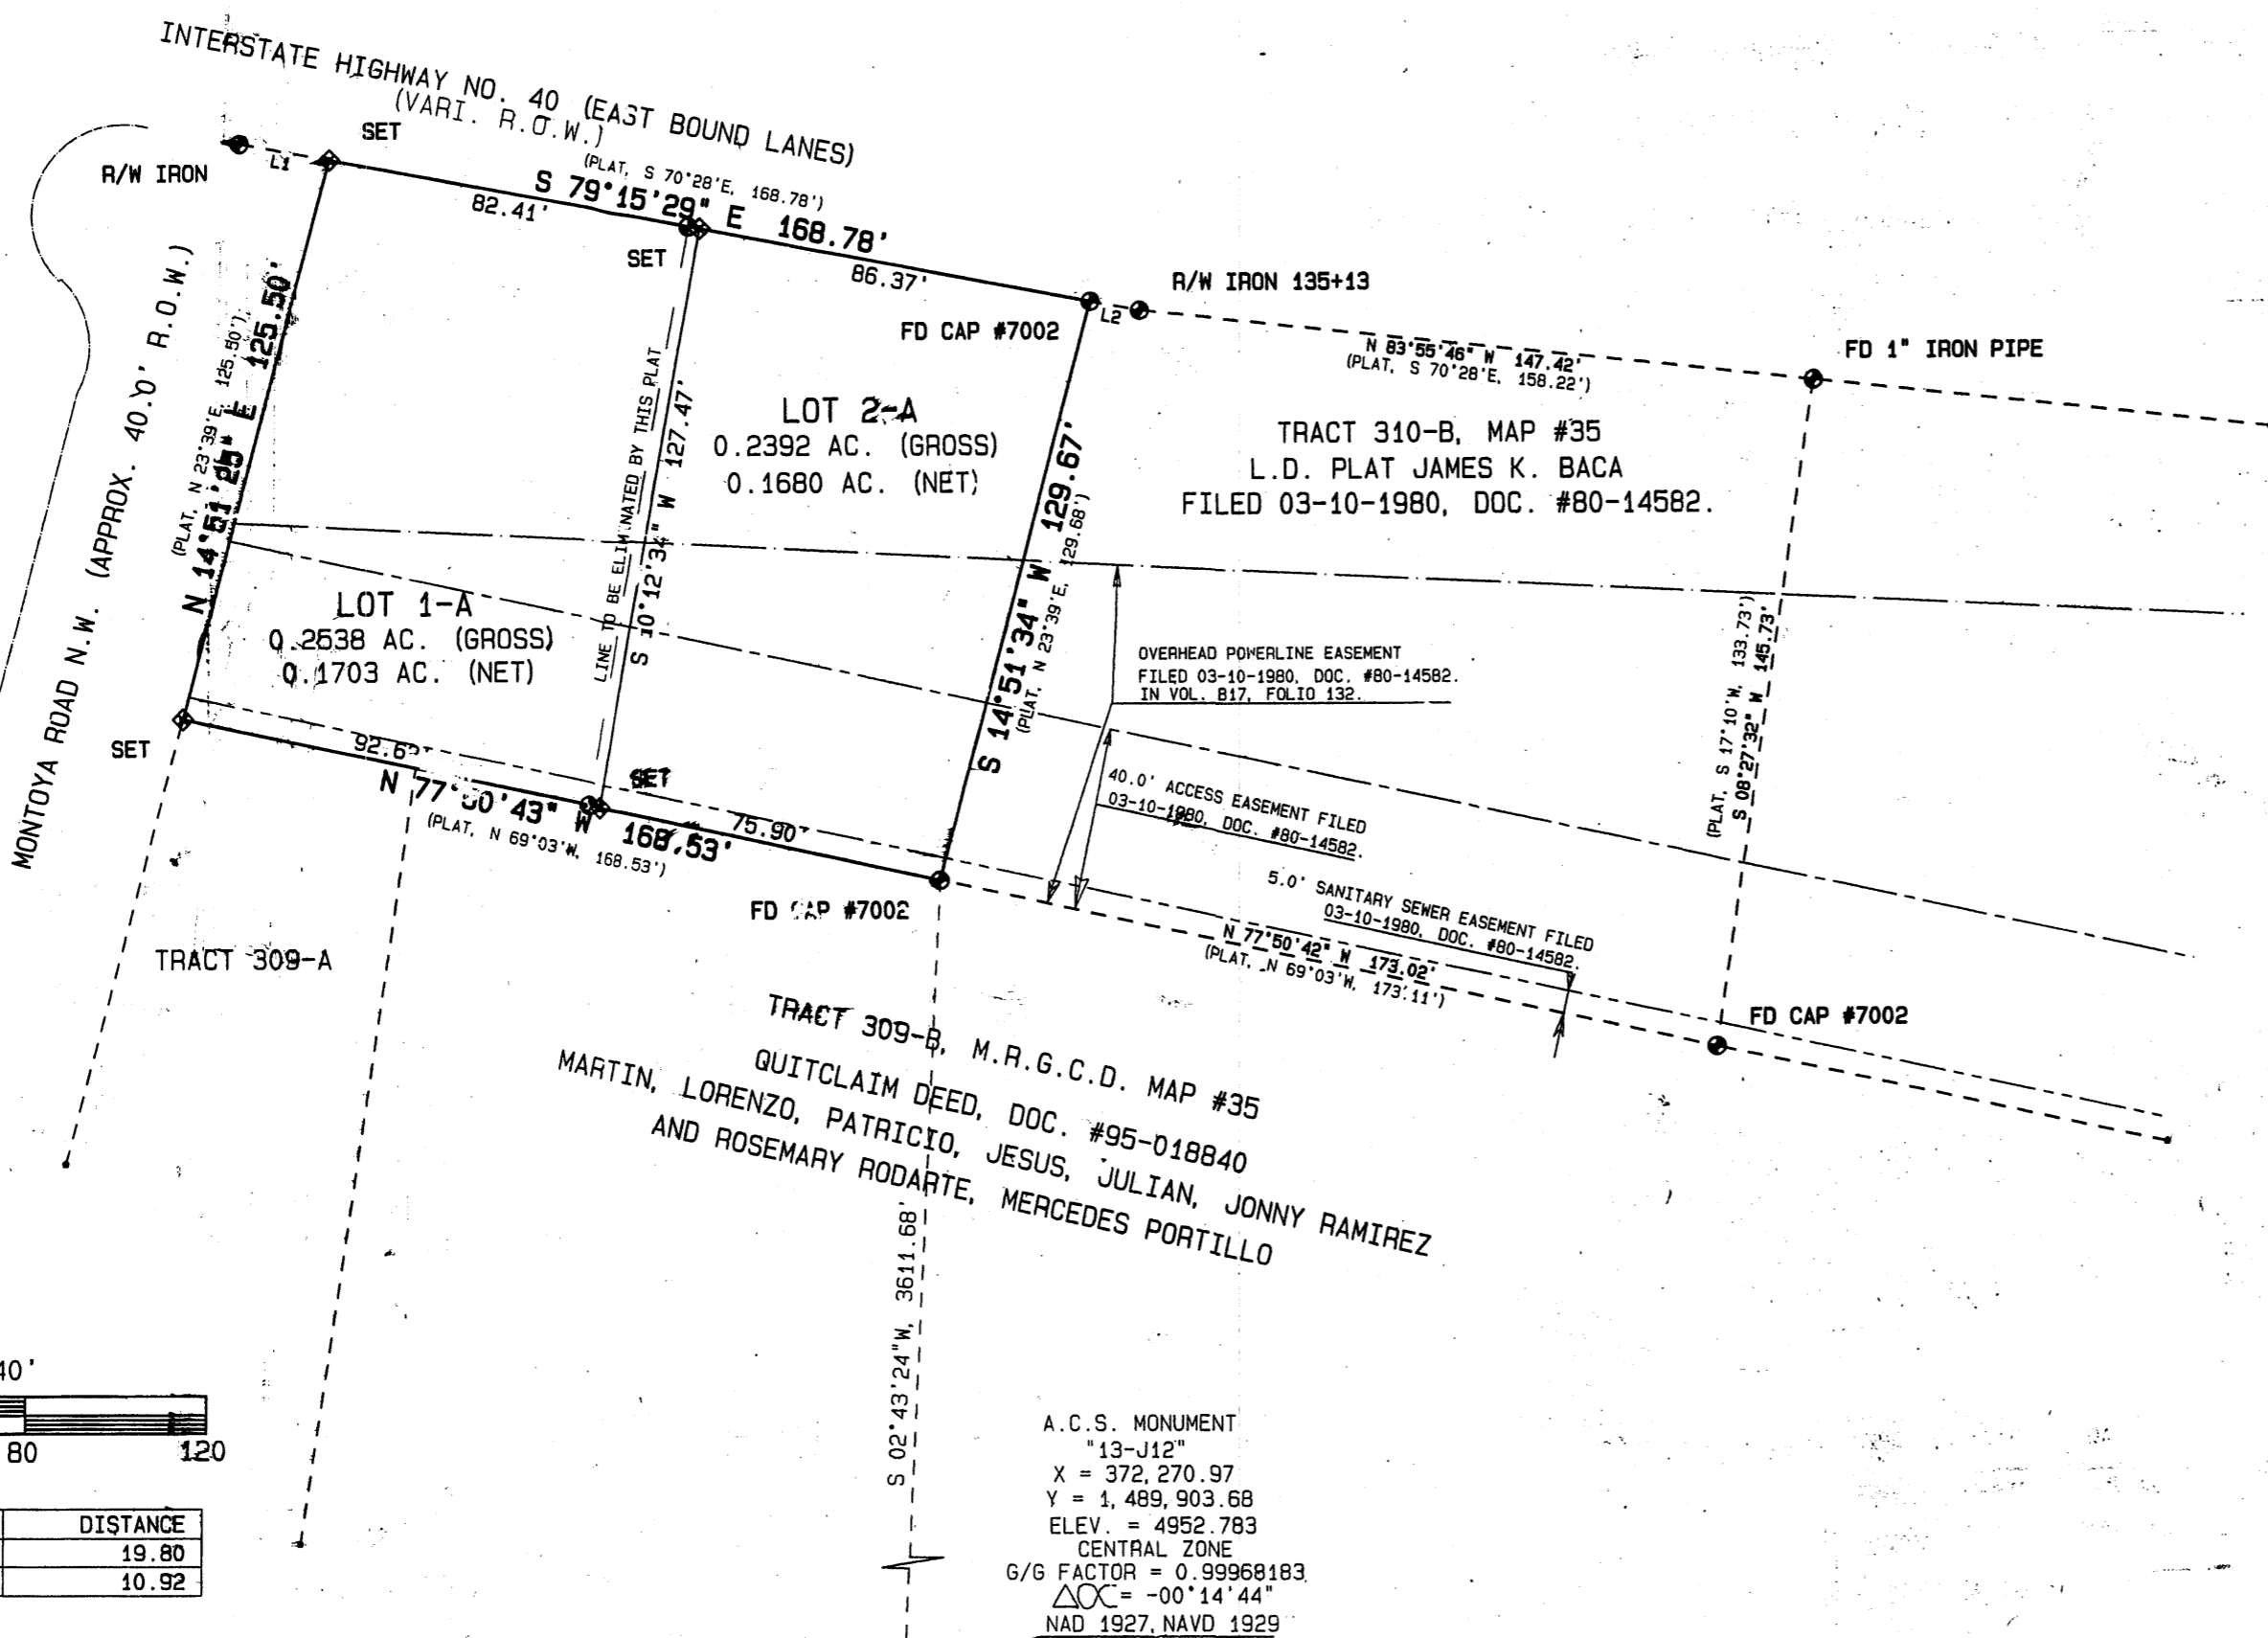 INTERSTATE HIGHWAY NO. 40 (EAST BOUND LANES)
(VARI. R.O.W.)
SET
R/W IRON
L1
(PLAT, S 70°28'E, 168.78')
S 79°15'29" E 168.78'
82.41'
SET
86.37'
R/W IRON 135+13
L2
FD CAP #7002
N 83°55'46" W 147.42'
(PLAT, S 70°28'E, 158.22')
FD 1" IRON PIPE
MONTOYA ROAD N.W. (APPROX. 40.0' R.O.W.)
(PLAT, N 23°39'E, 125.50')
N 14°51'25" E 125.50'
LINE TO BE ELIMINATED BY THIS PLAT
S 10°12'34" W 127.47'
LOT 2-A
0.2392 AC. (GROSS)
0.1680 AC. (NET)
S 14°51'34" W 129.67'
(PLAT, N 23°39'E, 129.68')
TRACT 310-B, MAP #35
L.D. PLAT JAMES K. BACA
FILED 03-10-1980, DOC. #80-14582.
LOT 1-A
0.2538 AC. (GROSS)
0.1703 AC. (NET)
OVERHEAD POWERLINE EASEMENT
FILED 03-10-1980, DOC. #80-14582.
IN VOL. B17, FOLIO 132.
(PLAT, S 17°10'W, 133.73')
S 08°27'32" W 145.73'
SET
SET
N W 168.53'
(PLAT, N 69°03'W, 168.53')
75.90'
40.0' ACCESS EASEMENT FILED
03-10-1980, DOC. #80-14582.
5.0' SANITARY SEWER EASEMENT FILED
03-10-1980, DOC. #80-14582.
FD CAP #7002
N 77°50'42" W 173.02'
(PLAT, N 69°03'W, 173.11')
FD CAP #7002
TRACT 309-A
TRACT 309-B, M.R.G.C.D. MAP #35
QUITCLAIM DEED, DOC. #95-018840
MARTIN, LORENZO, PATRICIO, JESUS, JULIAN, JONNY RAMIREZ
AND ROSEMARY RODARTE, MERCEDES PORTILLO
S 02°43'24"W, 3611.68'
40'
80 120
DISTANCE
19.80
10.92
A.C.S. MONUMENT
"13-J12"
X = 372,270.97
Y = 1,489,903.68
ELEV. = 4952.783
CENTRAL ZONE
G/G FACTOR = 0.99968183
= -00°14'44"
NAD 1927, NAVD 1929